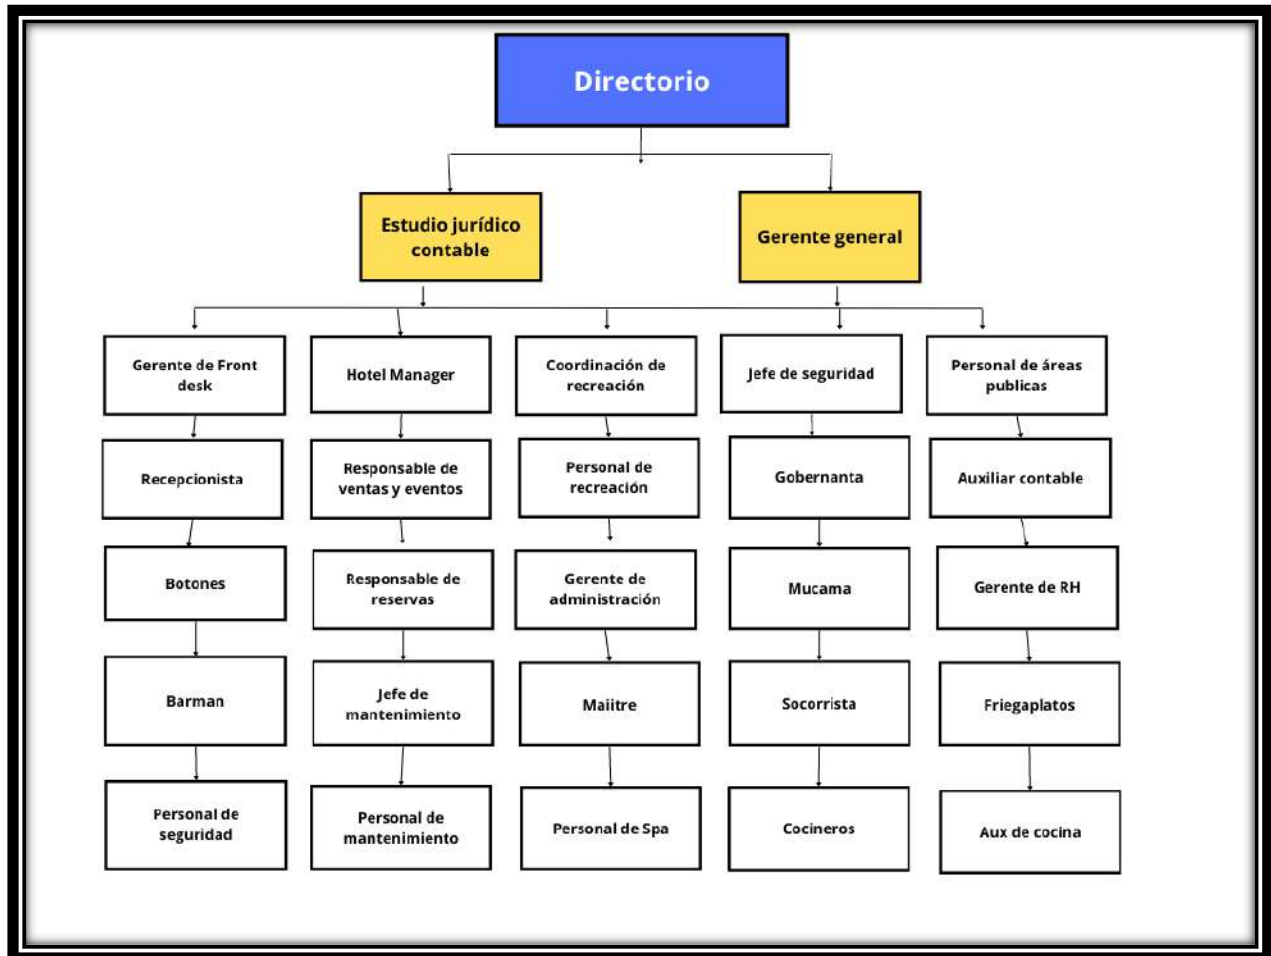 Directorio
Estudio jurídico
contable
Gerente general
Gerente de Front
desk
Hotel Manager
Coordinación de
recreación
Jefe de seguridad
Personal de áreas
publicas
Recepcionista
Responsable de
ventas y eventos
Personal de
recreación
Gobernanta
Auxiliar contable
Botones
Responsable de
reservas
Gerente de
administración
Mucama
Gerente de RH
Barman
Jefe de
mantenimiento
Maiitre
Socorrista
Friegaplatos
Personal de
seguridad
Personal de
mantenimiento
Personal de Spa
Cocineros
Aux de cocina